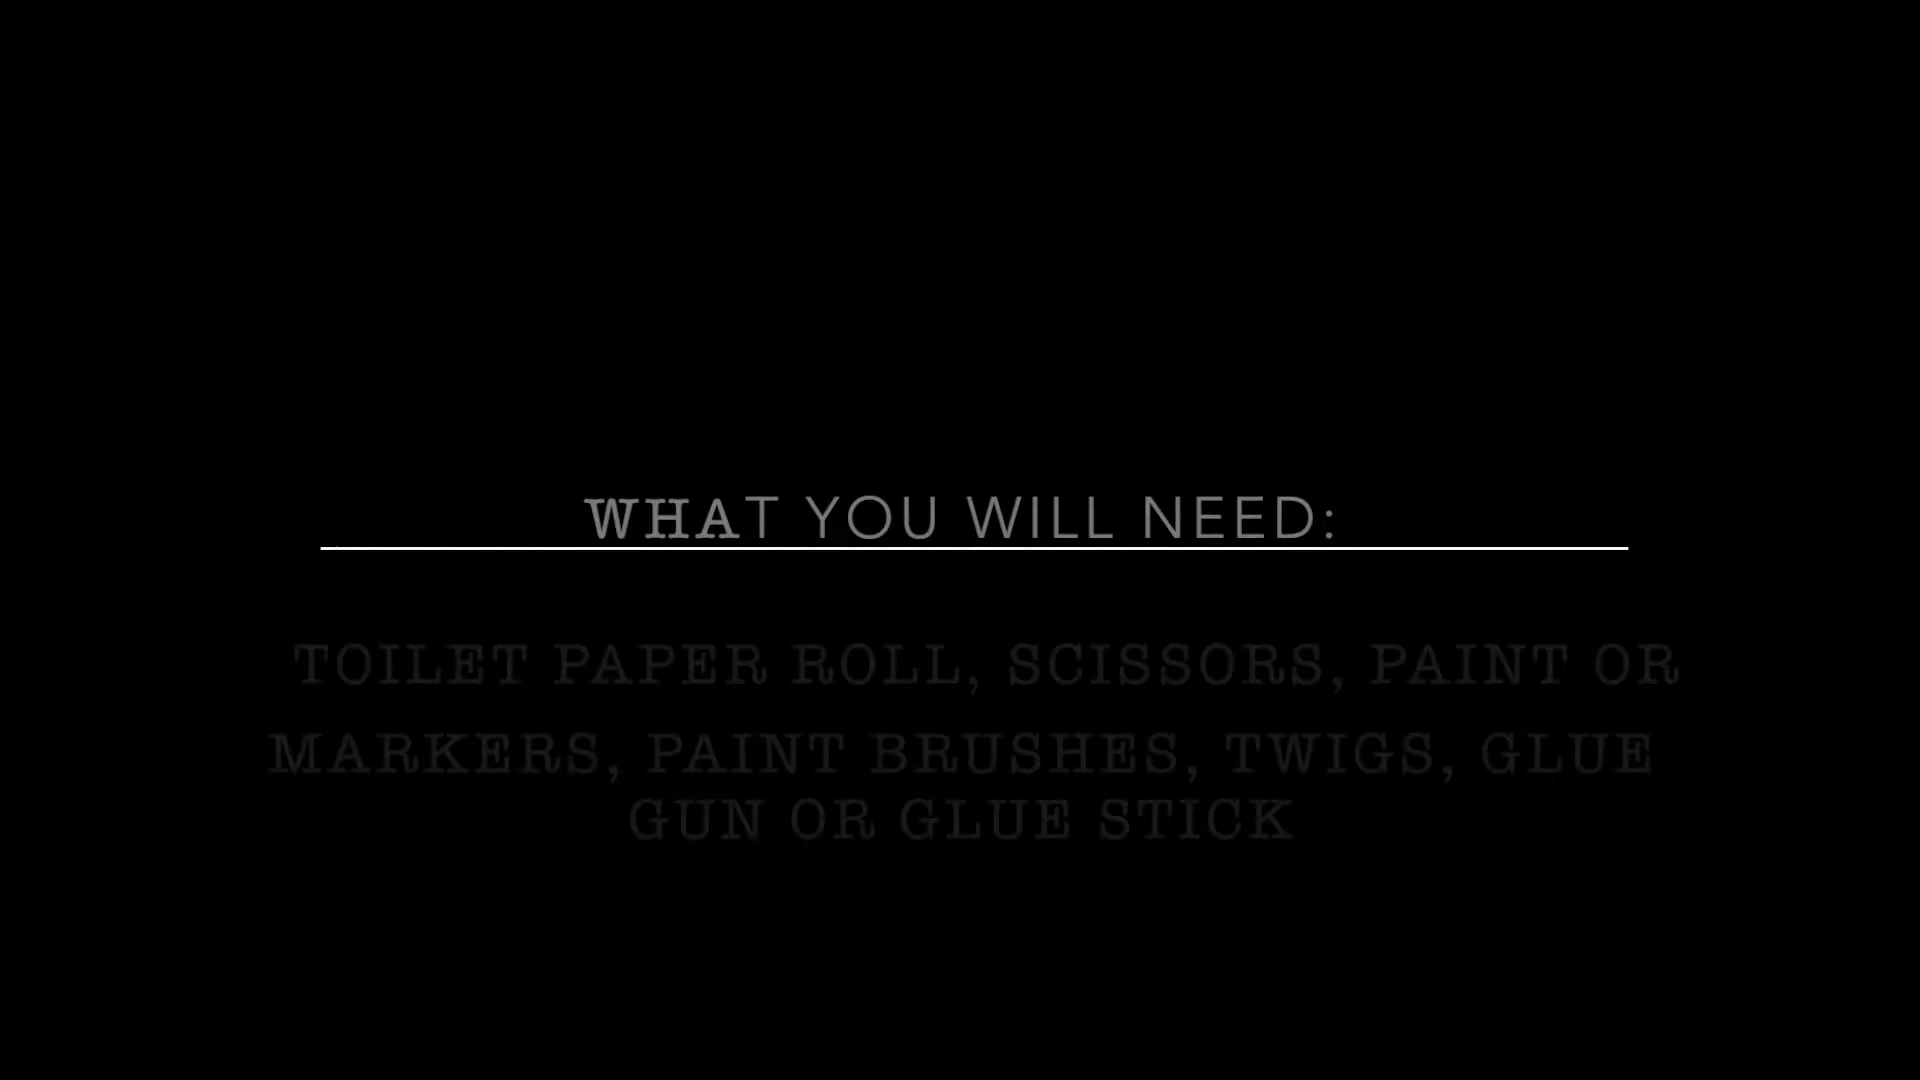 WHAT YOU WILL NEED:
TOILET PAPER ROLL, SCISSORS, PAINT OR
MARKERS, PAINT BRUSHES, TWIGS, GLUE
GUN OR GLUE STICK